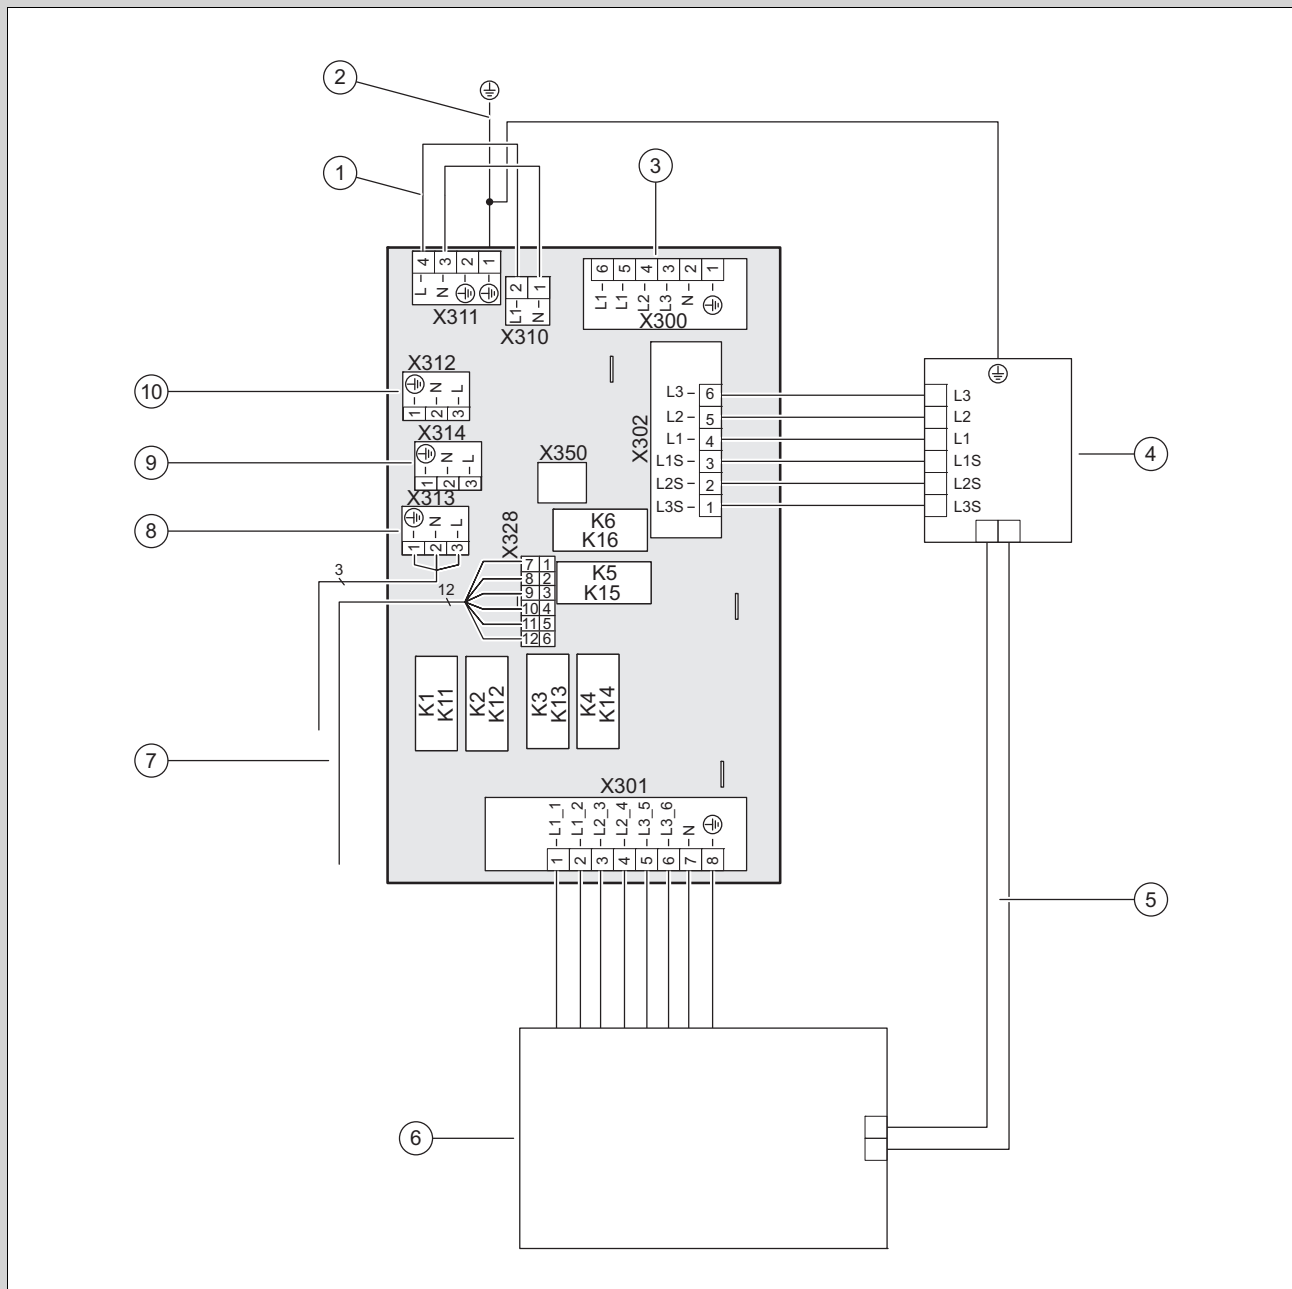 2
1
3
4 3 2 1
L – N – – –
X311
2 1
L1 – N –
X310
6 5 4 3 2 1
L1 – L1 – L2 – L3 – N – –
X300
X312
– – N – L
1 2 3
10
X314
– – N – L
1 2 3
9
X313
– – N – L
1 2 3
8
X350
X302
L3 – 6
L2 – 5
L1 – 4
L1S – 3
L2S – 2
L3S – 1
L3
L2
L1
L1S
L2S
L3S
4
K6
K16
X328
7 1
8 2
9 3
10 4
11 5
12 6
K5
K15
3
12
K1
K11
K2
K12
K3
K13
K4
K14
7
X301
– L1_1
– L1_2
– L2_3
– L2_4
– L3_5
– L3_6
– N
–
1 2 3 4 5 6 7 8
5
6